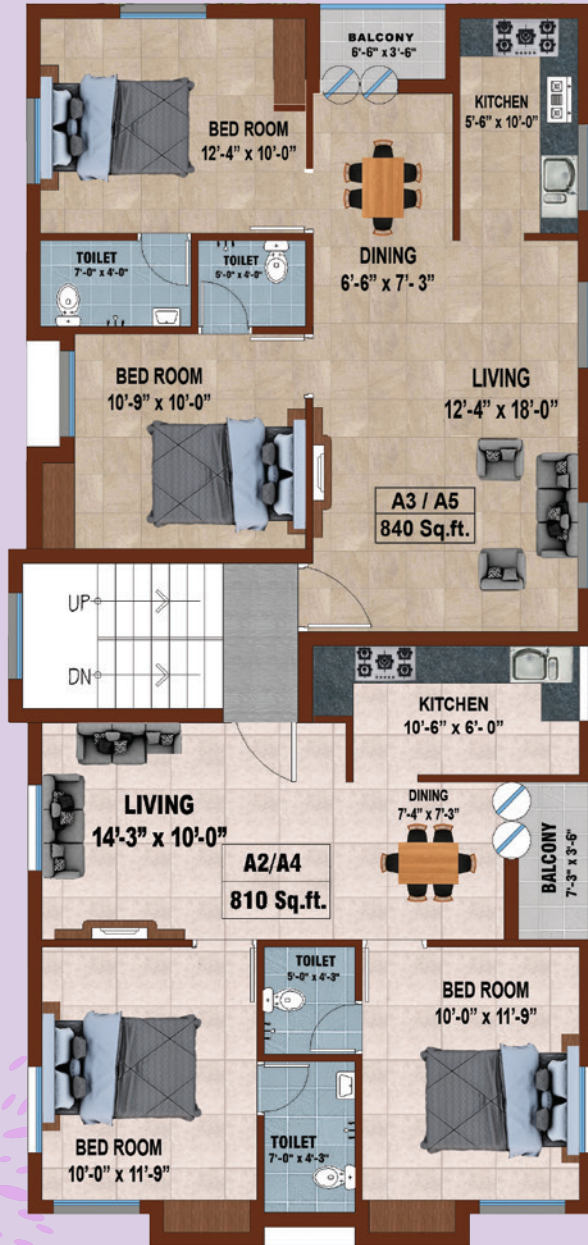 BALCONY
6'-6" x 3'-6"
KITCHEN
5'-6" x 10'-0"
BED ROOM
12'-4" x 10'-0"
DINING
6'-6" x 7'- 3"
TOILET
7'-0" x 4'-0"
TOILET
5'-0" x 4'-0"
BED ROOM
10'-9" x 10'-0"
LIVING
12'-4" x 18'-0"
A3 / A5
840 Sq.ft.
UP
DN
KITCHEN
10'-6" x 6'- 0"
LIVING
14'-3" x 10'-0"
DINING
7'-4" x 7'-3"
BALCONY
7'-3" x 3'-6"
A2/A4
810 Sq.ft.
TOILET
5'-0" x 4'-3"
BED ROOM
10'-0" x 11'-9"
BED ROOM
10'-0" x 11'-9"
TOILET
7'-0" x 4'-3"